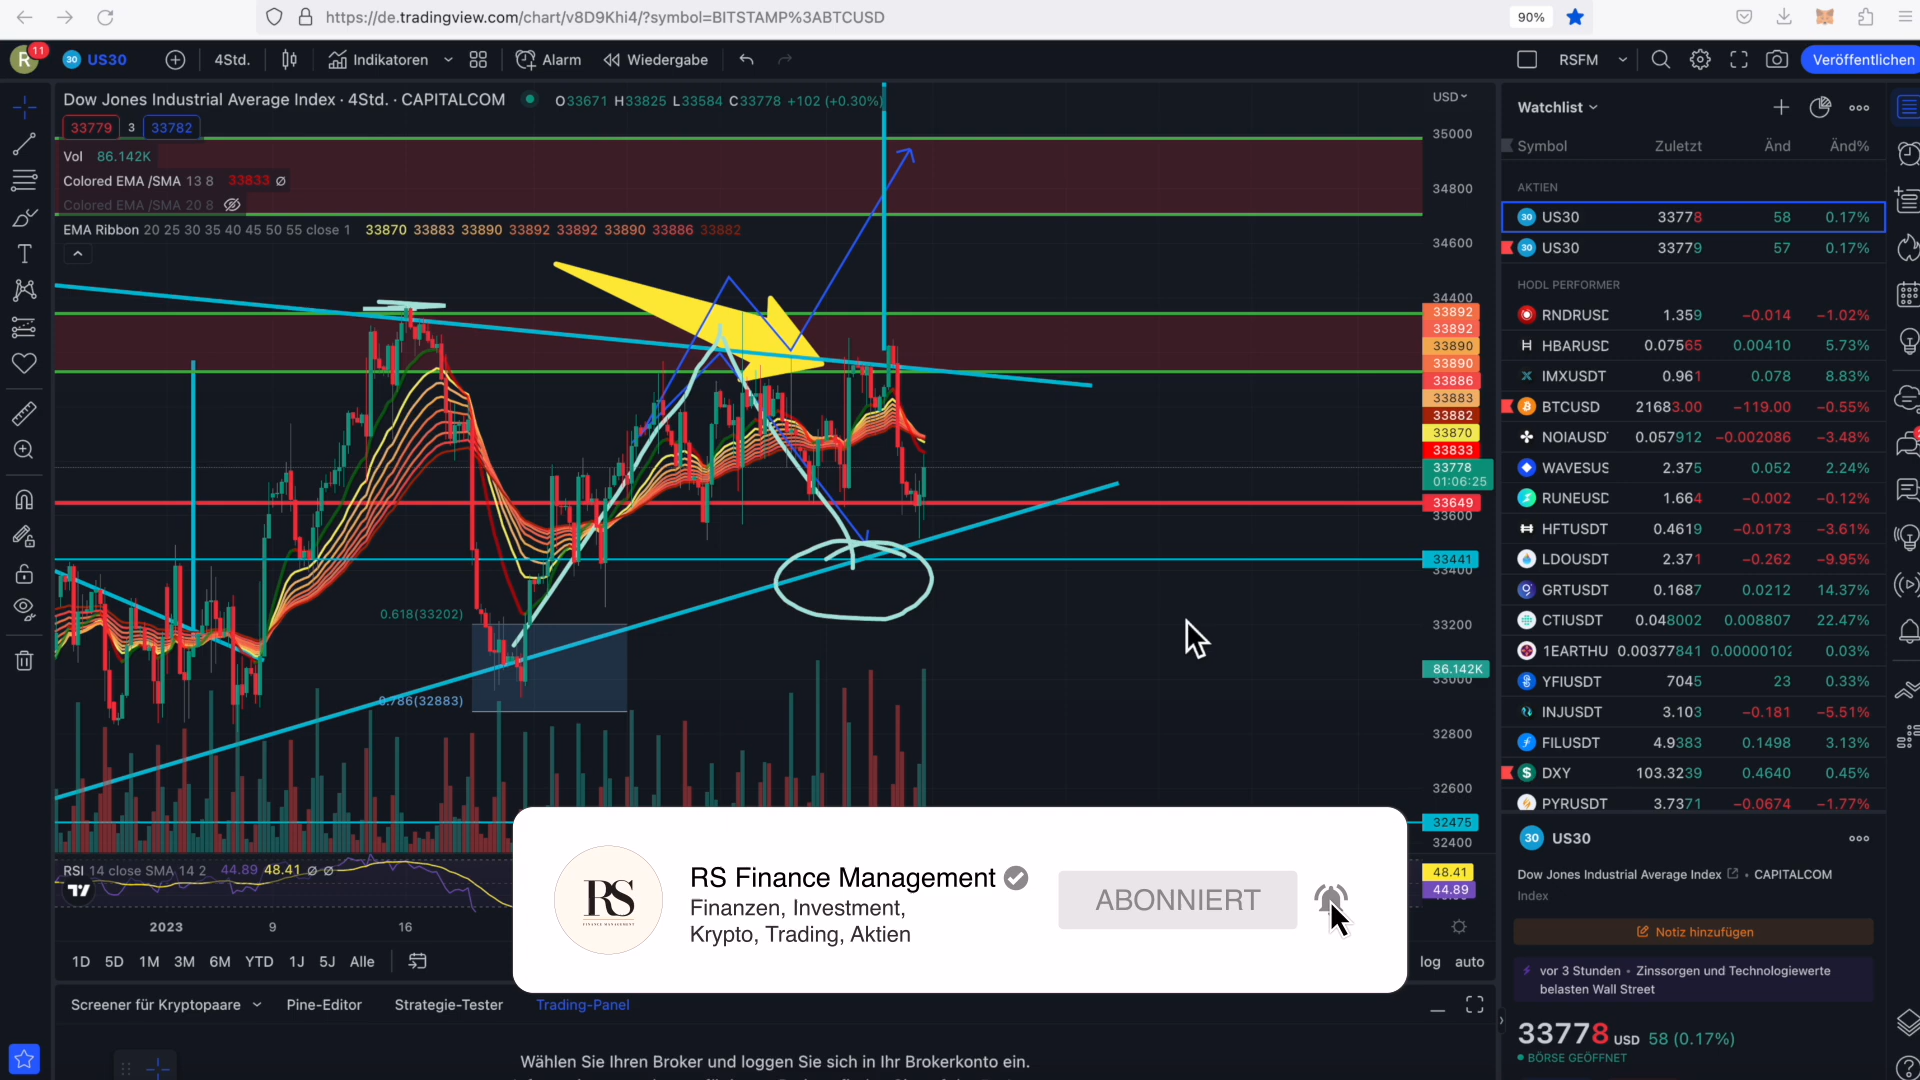 https://de.tradingview.com/chart/v8D9Khi4/?symbol=BITSTAMP%3ABTCUSD
90%
R 11
30 US30
4Std.
Indikatoren
Alarm
Wiedergabe
RSFM
Veröffentlichen
Dow Jones Industrial Average Index · 4Std. · CAPITALCOM
O33671 H33825 L33584 C33778 +102 (+0.30%)
33779 3 33782
Vol 86.142K
Colored EMA /SMA 13 8 33833 Ø
Colored EMA /SMA 20 8
EMA Ribbon 20 25 30 35 40 45 50 55 close 1 33870 33883 33890 33892 33892 33890 33886 33882
0.618(33202)
0.786(32883)
USD
35000
34800
34600
34400
33892
33892
33890
33890
33886
33883
33882
33870
33833
33778
01:06:25
33649
33600
33441
33400
33200
86.142K
33000
32800
32600
32475
32400
RSI 14 close SMA 14 2 44.89 48.41 Ø Ø
48.41
44.89
2023 9 16
1D 5D 1M 3M 6M YTD 1J 5J Alle
log auto
RS
FINANCE MANAGEMENT
RS Finance Management
Finanzen, Investment,
Krypto, Trading, Aktien
ABONNIERT
Screener für Kryptopaare Pine-Editor Strategie-Tester Trading-Panel
Wählen Sie Ihren Broker und loggen Sie sich in Ihr Brokerkonto ein.
Watchlist
Symbol Zuletzt Änd Änd%
AKTIEN
30 US30 33778 58 0.17%
30 US30 33779 57 0.17%
HODL PERFORMER
RNDRUSD 1.359 −0.014 −1.02%
HBARUSD 0.07565 0.00410 5.73%
IMXUSDT 0.961 0.078 8.83%
BTCUSD 21683.00 −119.00 −0.55%
NOIAUSD 0.057912 −0.002086 −3.48%
WAVESUS 2.375 0.052 2.24%
RUNEUSD 1.664 −0.002 −0.12%
HFTUSDT 0.4619 −0.0173 −3.61%
LDOUSDT 2.371 −0.262 −9.95%
GRTUSDT 0.1687 0.0212 14.37%
CTIUSDT 0.048002 0.008807 22.47%
1EARTHU 0.00377841 0.00000102 0.03%
YFIUSDT 7045 23 0.33%
INJUSDT 3.103 −0.181 −5.51%
FILUSDT 4.9383 0.1498 3.13%
DXY 103.3239 0.4640 0.45%
PYRUSDT 3.7371 −0.0674 −1.77%
30 US30
Dow Jones Industrial Average Index • CAPITALCOM
Index
Notiz hinzufügen
vor 3 Stunden • Zinssorgen und Technologiewerte
belasten Wall Street
33778 USD 58 (0.17%)
BÖRSE GEÖFFNET